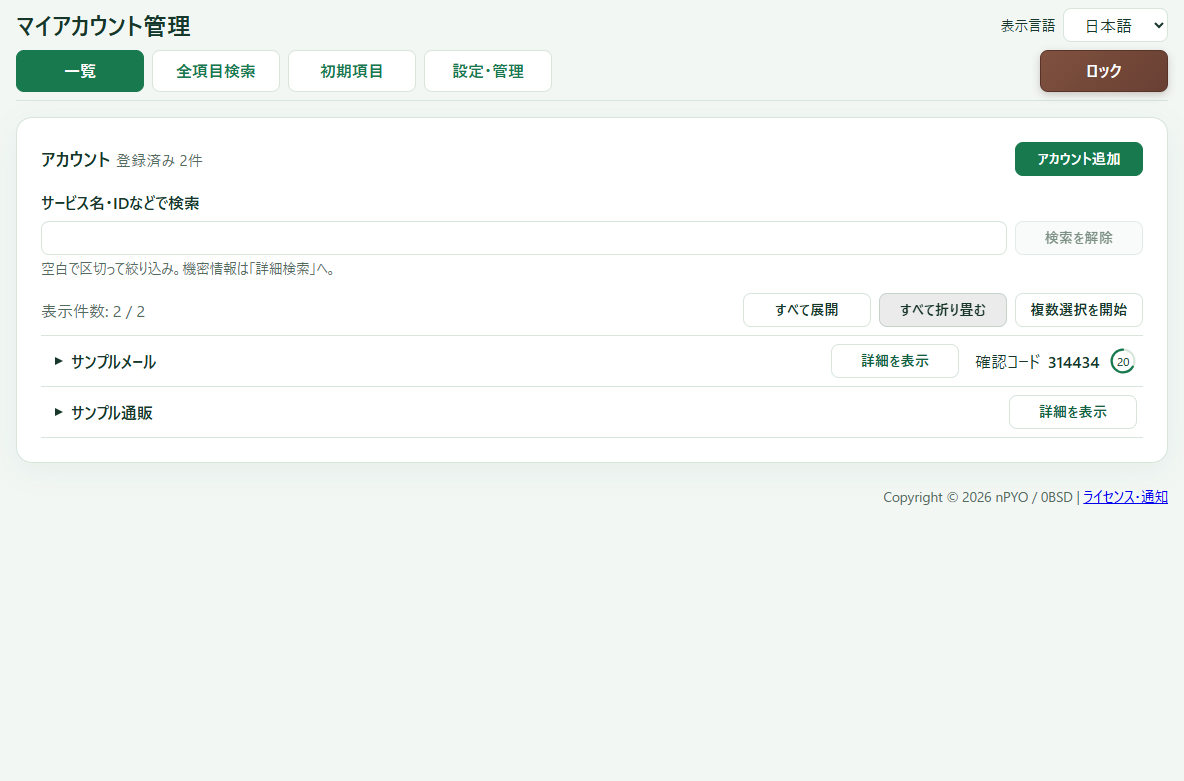 マイアカウント管理
表示言語 日本語
一覧 全項目検索 初期項目 設定・管理 ロック
アカウント 登録済み 2件 アカウント追加
サービス名・IDなどで検索
検索を解除
空白で区切って絞り込み。機密情報は「詳細検索」へ。
表示件数: 2 / 2 すべて展開 すべて折り畳む 複数選択を開始
サンプルメール 詳細を表示 確認コード 314434 20
サンプル通販 詳細を表示
Copyright © 2026 nPYO / 0BSD | ライセンス・通知